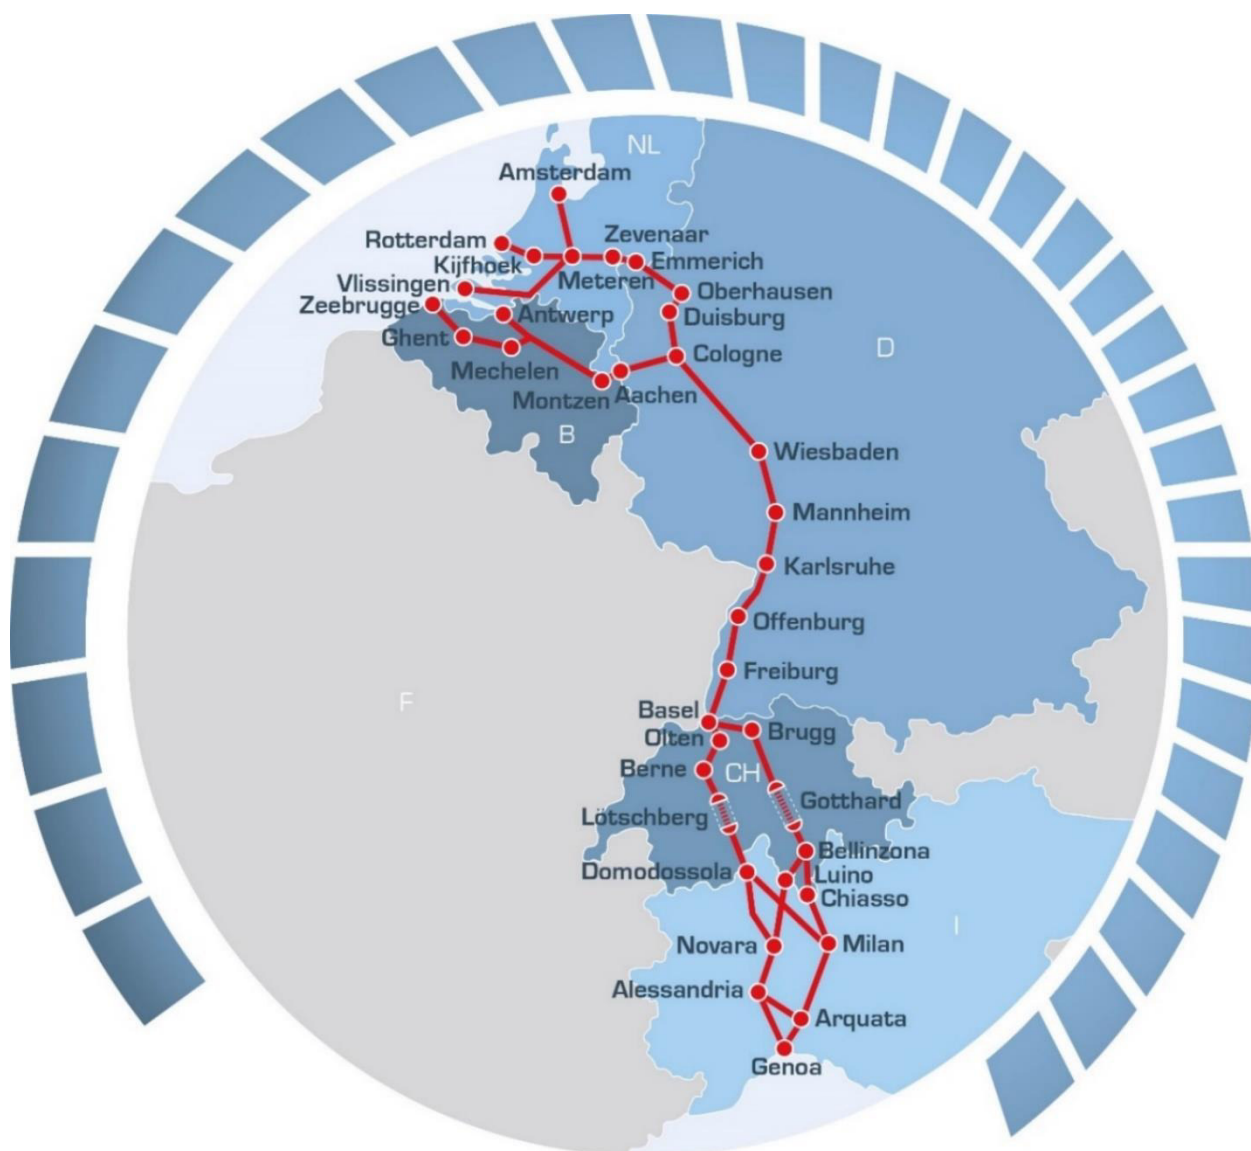 NL
Amsterdam
Rotterdam
Zevenaar
Kijfhoek
Emmerich
Vlissingen
Meteren
Oberhausen
Zeebrugge
Antwerp
Duisburg
Ghent
D
Cologne
Mechelen
Aachen
Montzen
B
Wiesbaden
Mannheim
Karlsruhe
Offenburg
Freiburg
F
Basel
Brugg
Olten
Berne
CH
Gotthard
Lötschberg
Bellinzona
Domodossola
Luino
Chiasso
I
Novara
Milan
Alessandria
Arquata
Genoa